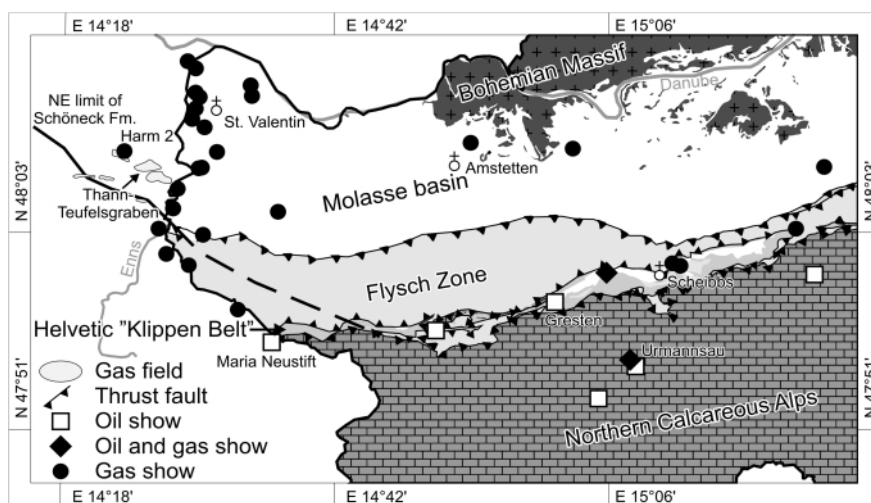 E 14°18'
E 14°42'
E 15°06'
Bohemian Massif
Danube
NE limit of
Schöneck Fm.
Harm 2
St. Valentin
Amstetten
N 48°03'
N 48°03'
Thann-
Teufelsgraben
Molasse basin
Enns
Flysch Zone
Scheibbs
Gresten
Helvetic "Klippen Belt"
Maria Neustift
Urmannsau
N 47°51'
N 47°51'
Gas field
Thrust fault
Oil show
Oil and gas show
Gas show
Northern Calcareous Alps
E 14°18'
E 14°42'
E 15°06'